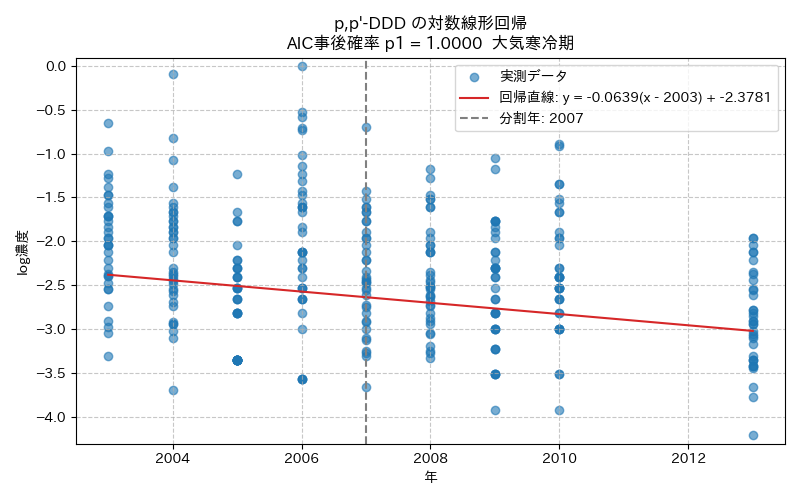 p,p'-DDD の対数線形回帰
AIC事後確率 p1 = 1.0000  大気寒冷期
実測データ
回帰直線: y = -0.0639(x - 2003) + -2.3781
分割年: 2007
log濃度
0.0
−0.5
−1.0
−1.5
−2.0
−2.5
−3.0
−3.5
−4.0
2004
2006
2008
2010
2012
年